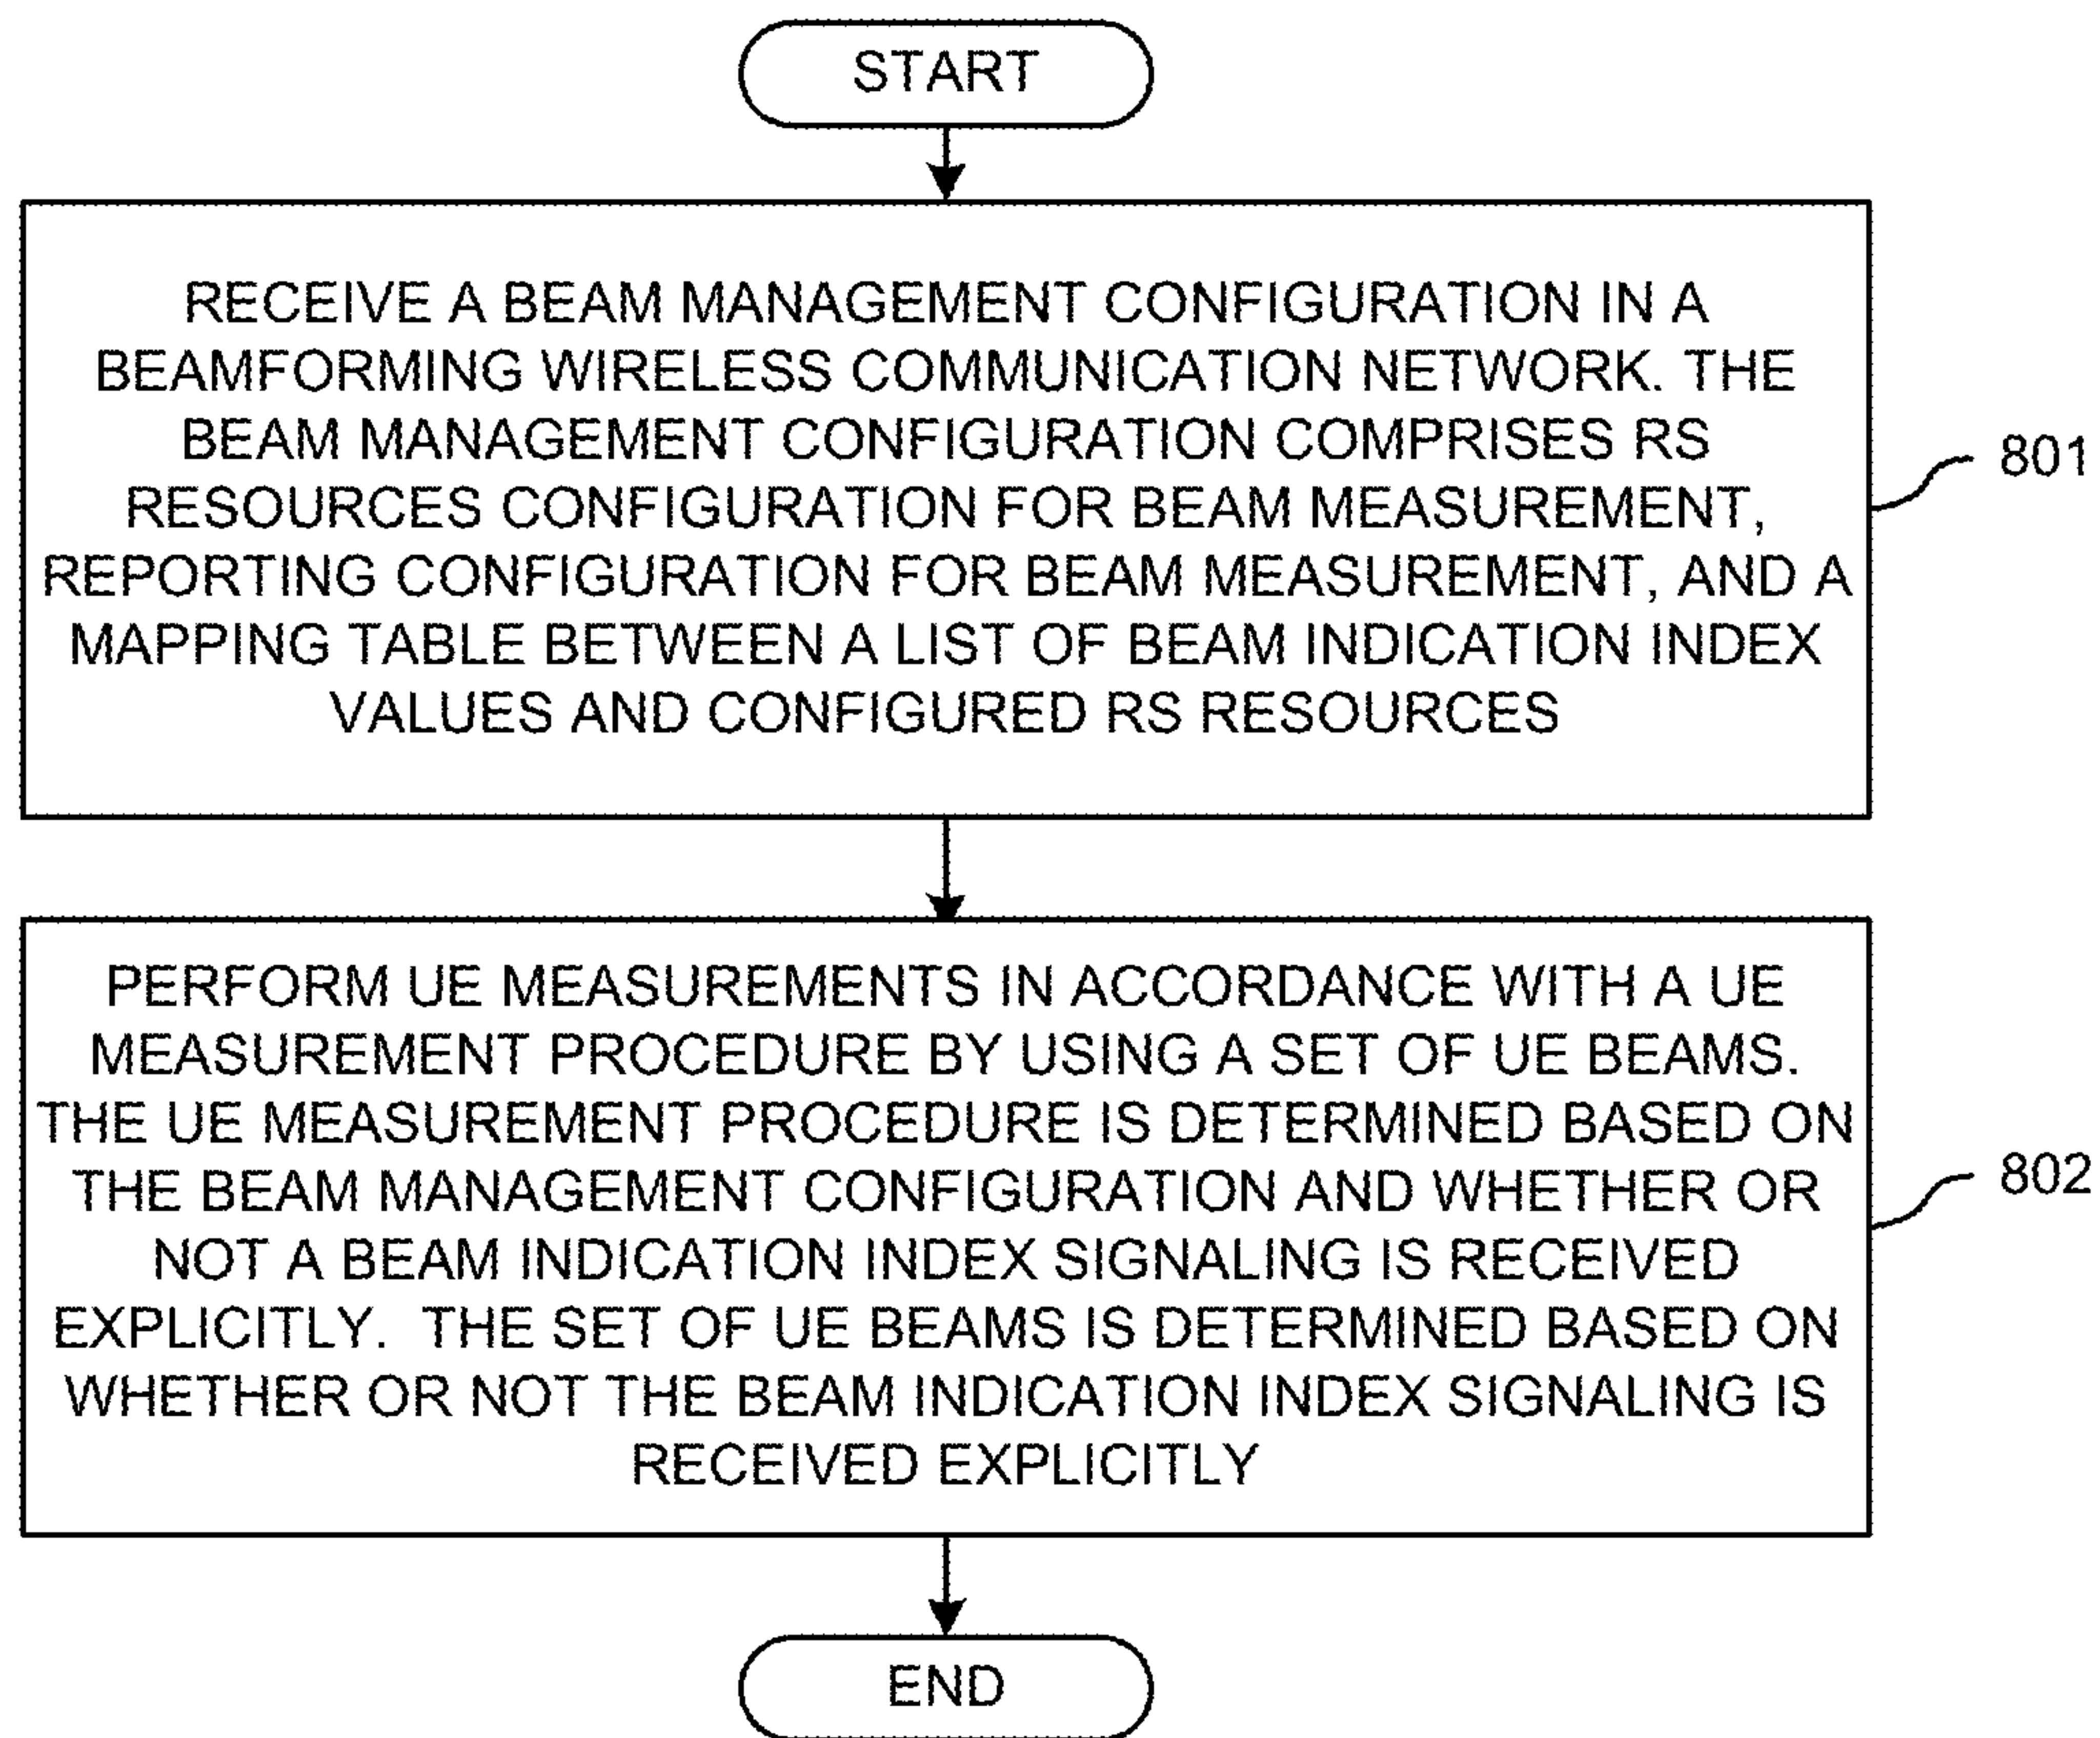 START
RECEIVE A BEAM MANAGEMENT CONFIGURATION IN A
BEAMFORMING WIRELESS COMMUNICATION NETWORK. THE
BEAM MANAGEMENT CONFIGURATION COMPRISES RS
RESOURCES CONFIGURATION FOR BEAM MEASUREMENT,
REPORTING CONFIGURATION FOR BEAM MEASUREMENT, AND A
MAPPING TABLE BETWEEN A LIST OF BEAM INDICATION INDEX
VALUES AND CONFIGURED RS RESOURCES
801
PERFORM UE MEASUREMENTS IN ACCORDANCE WITH A UE
MEASUREMENT PROCEDURE BY USING A SET OF UE BEAMS.
THE UE MEASUREMENT PROCEDURE IS DETERMINED BASED ON
THE BEAM MANAGEMENT CONFIGURATION AND WHETHER OR
NOT A BEAM INDICATION INDEX SIGNALING IS RECEIVED
EXPLICITLY.  THE SET OF UE BEAMS IS DETERMINED BASED ON
WHETHER OR NOT THE BEAM INDICATION INDEX SIGNALING IS
RECEIVED EXPLICITLY
802
END